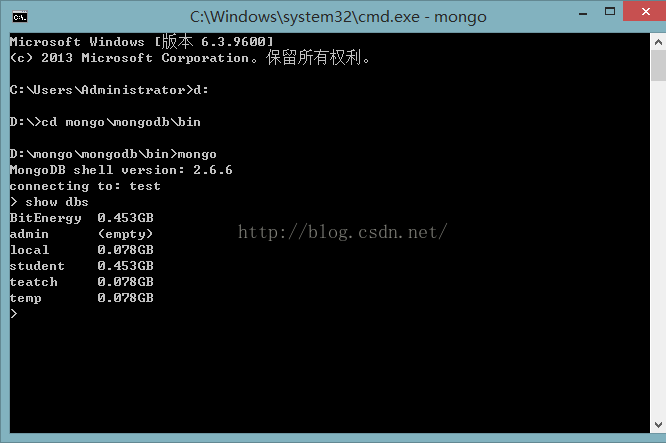 C:\Windows\system32\cmd.exe - mongo
Microsoft Windows [版本 6.3.9600]
(c) 2013 Microsoft Corporation。保留所有权利。
C:\Users\Administrator>d:
D:\>cd mongo\mongodb\bin
D:\mongo\mongodb\bin>mongo
MongoDB shell version: 2.6.6
connecting to: test
> show dbs
BitEnergy 0.453GB
admin (empty)
local 0.078GB
student 0.453GB
teatch 0.078GB
temp 0.078GB
>
http://blog.csdn.net/